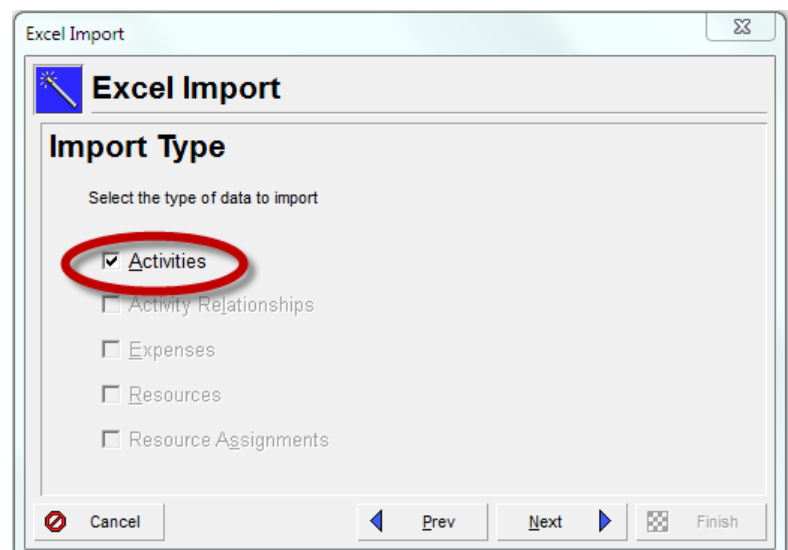 Excel Import
Excel Import
Import Type
Select the type of data to import
Activities
Activity Relationships
Expenses
Resources
Resource Assignments
Cancel Prev Next Finish